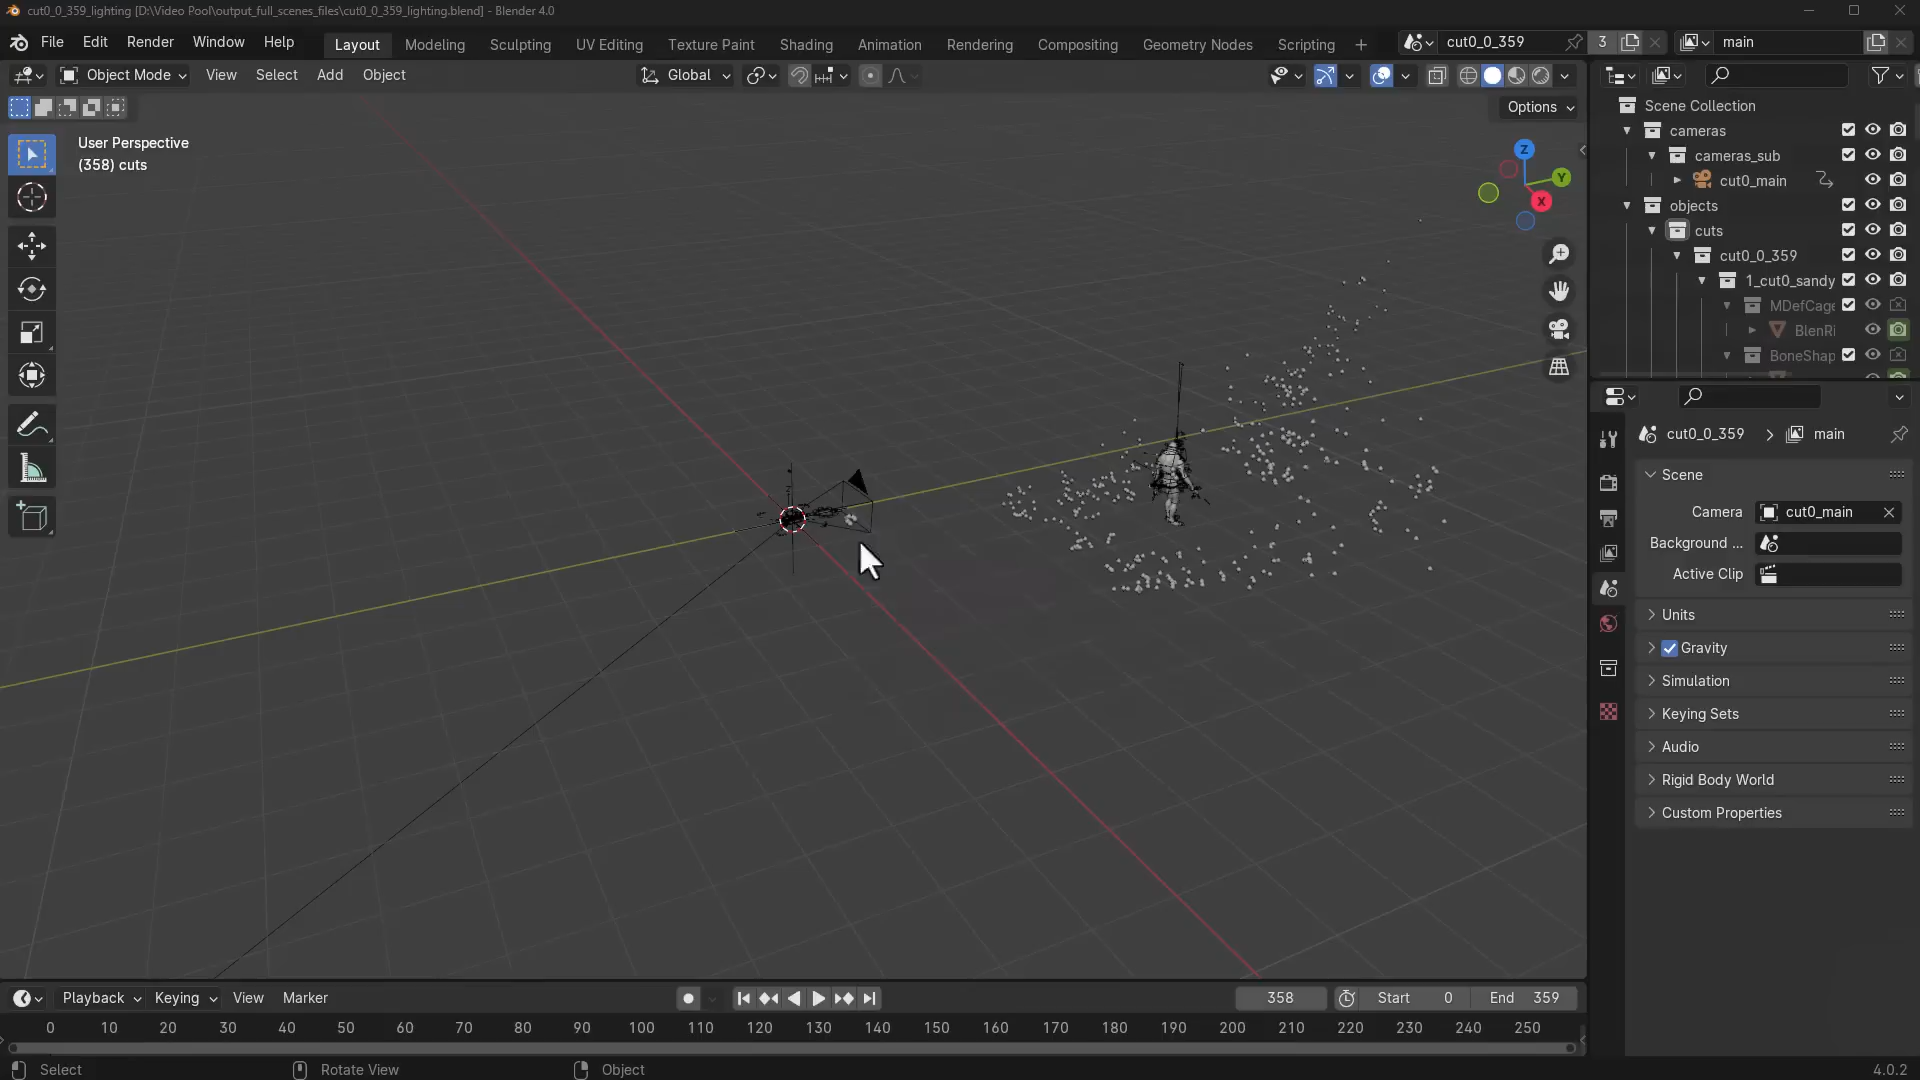 cut0_0_359_lighting [D:\Video Pool\output_full_scenes_files\cut0_0_359_lighting.blend] - Blender 4.0
File Edit Render Window Help Layout Modeling Sculpting UV Editing Texture Paint Shading Animation Rendering Compositing Geometry Nodes Scripting + cut0_0_359 3 main
Object Mode View Select Add Object Global
Options
User Perspective
(358) cuts
Z
Y
X
Scene Collection
cameras
cameras_sub
cut0_main
objects
cuts
cut0_0_359
1_cut0_sandy
MDefCage
BlenRi
BoneShap
cut0_0_359 > main
Scene
Camera cut0_main
Background ...
Active Clip
Units
Gravity
Simulation
Keying Sets
Audio
Rigid Body World
Custom Properties
Playback Keying View Marker 358 Start 0 End 359
0 10 20 30 40 50 60 70 80 90 100 110 120 130 140 150 160 170 180 190 200 210 220 230 240 250
Select Rotate View Object 4.0.2